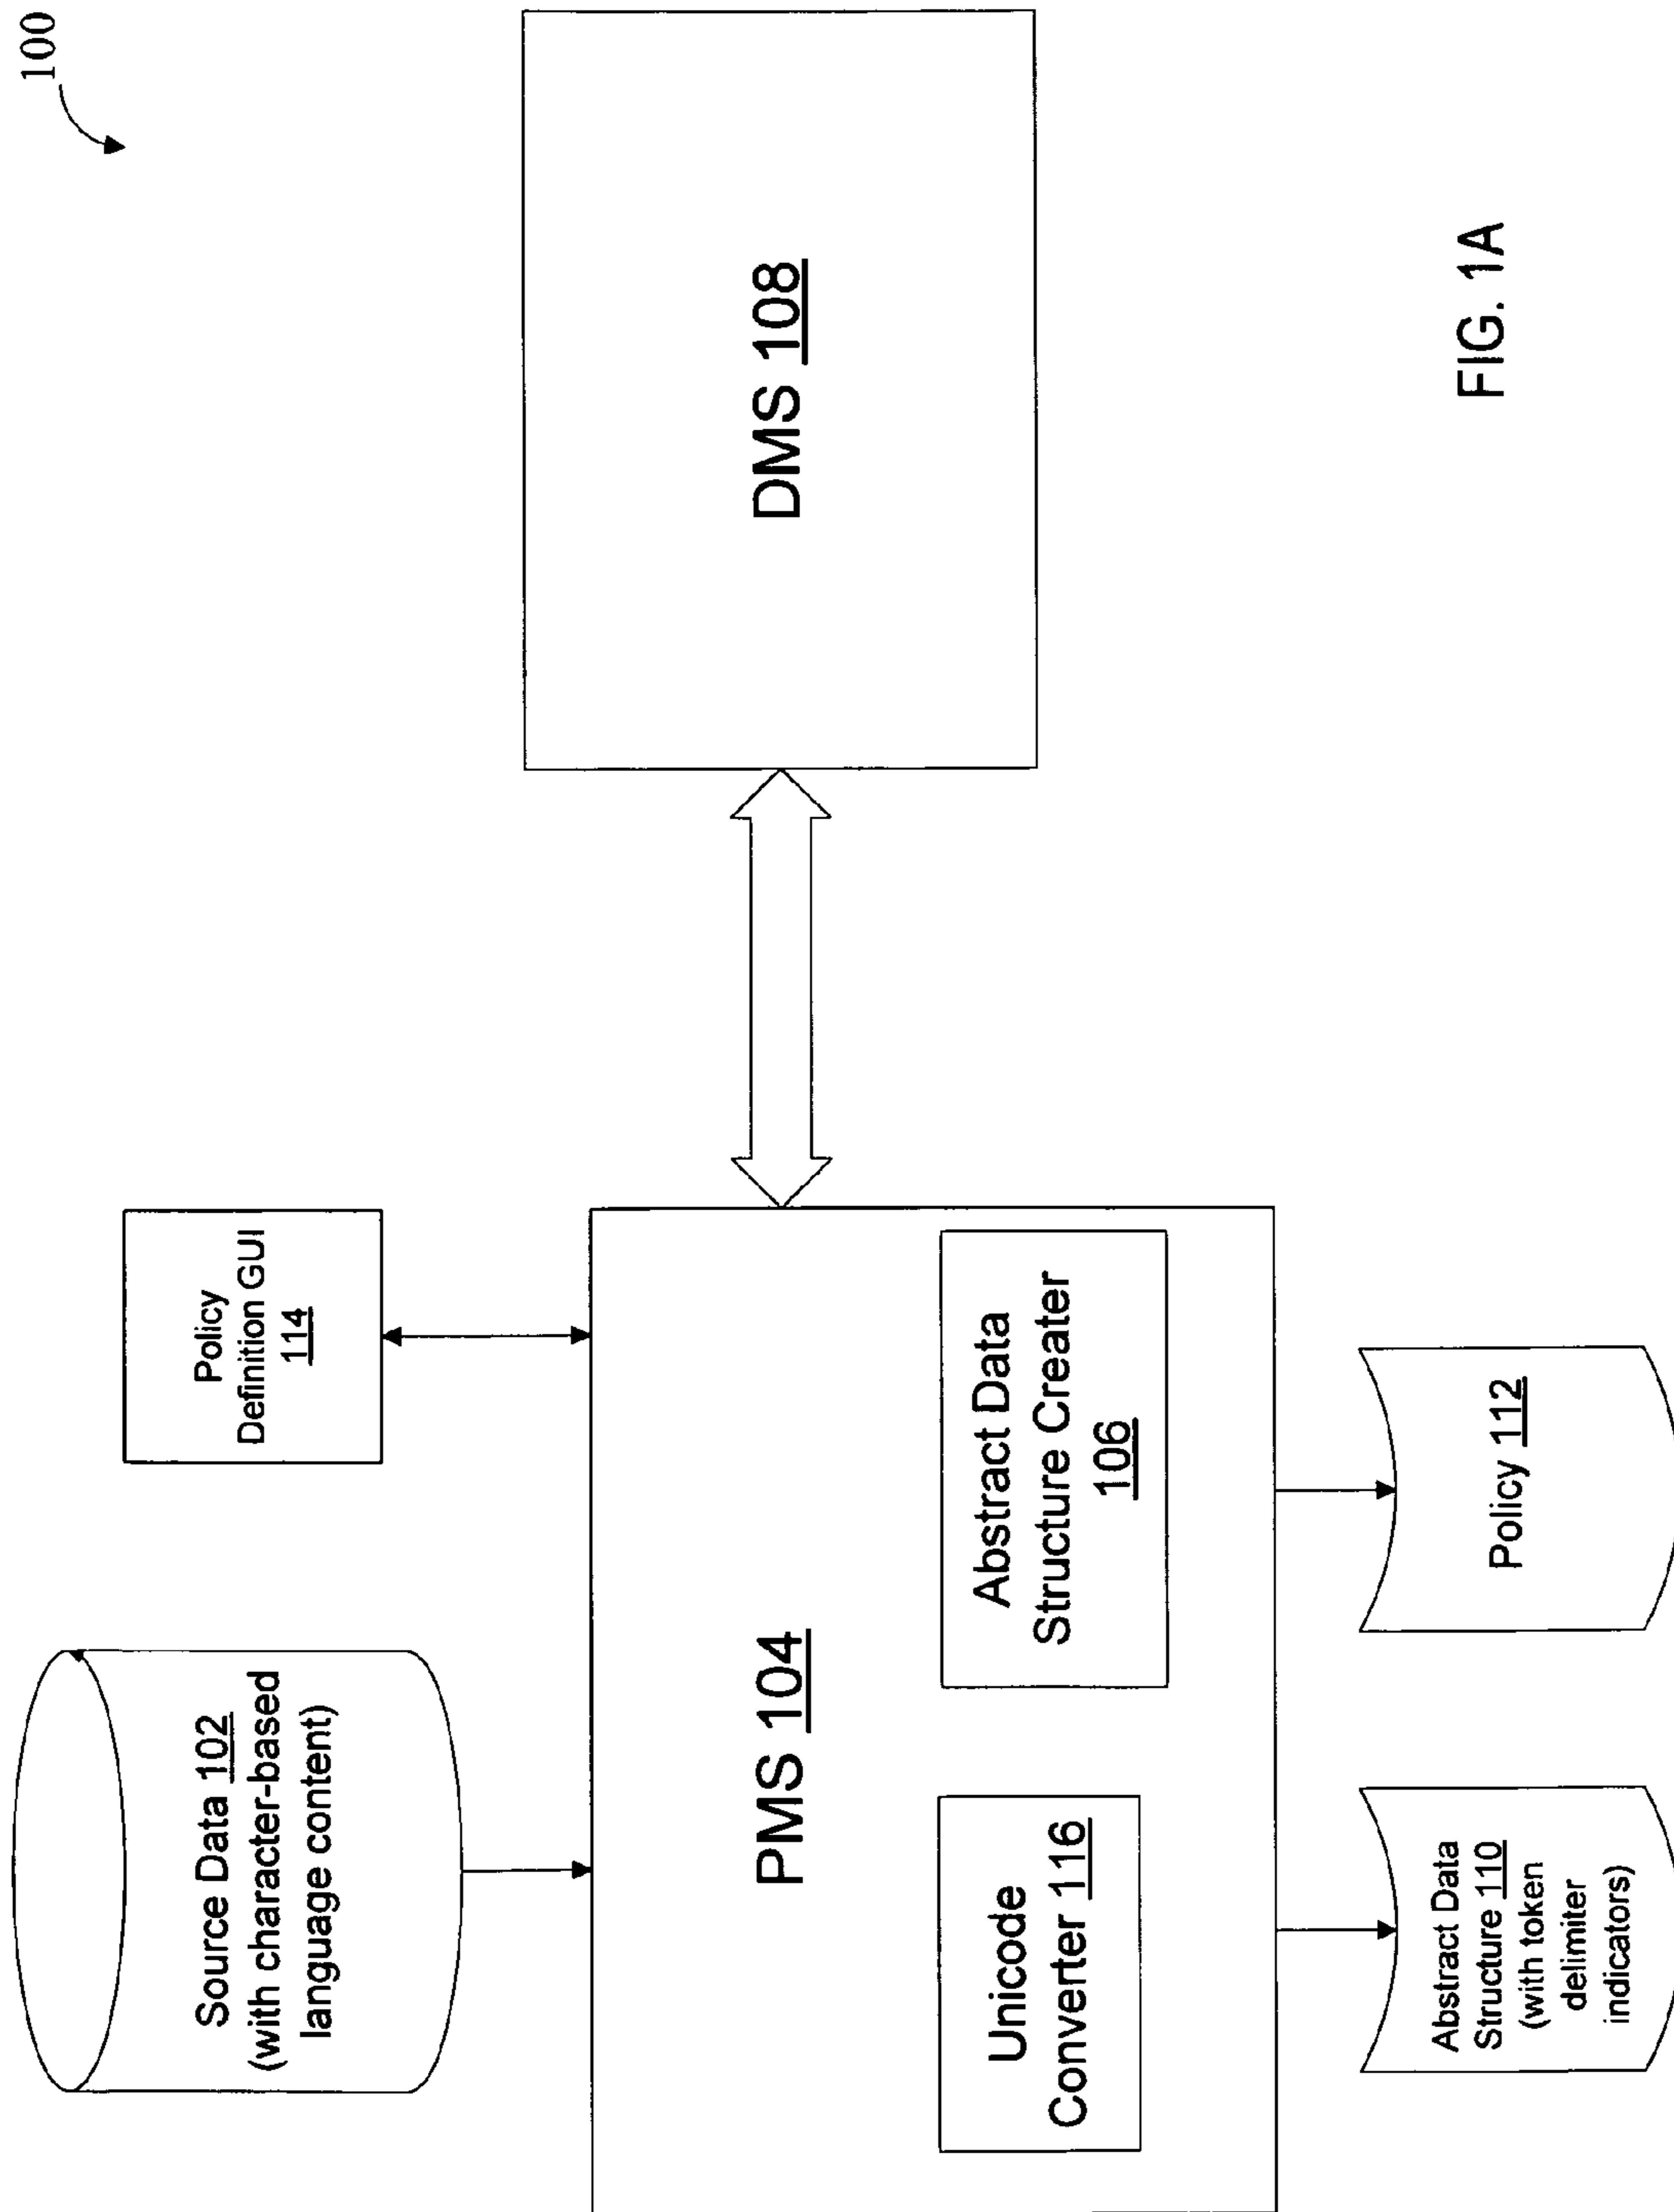 100
Source Data 102
(with character-based
language content)
Policy
Definition GUI
114
PMS 104
DMS 108
Unicode
Converter 116
Abstract Data
Structure Creater
106
Abstract Data
Structure 110
(with token
delimiter
indicators)
Policy 112
FIG. 1A